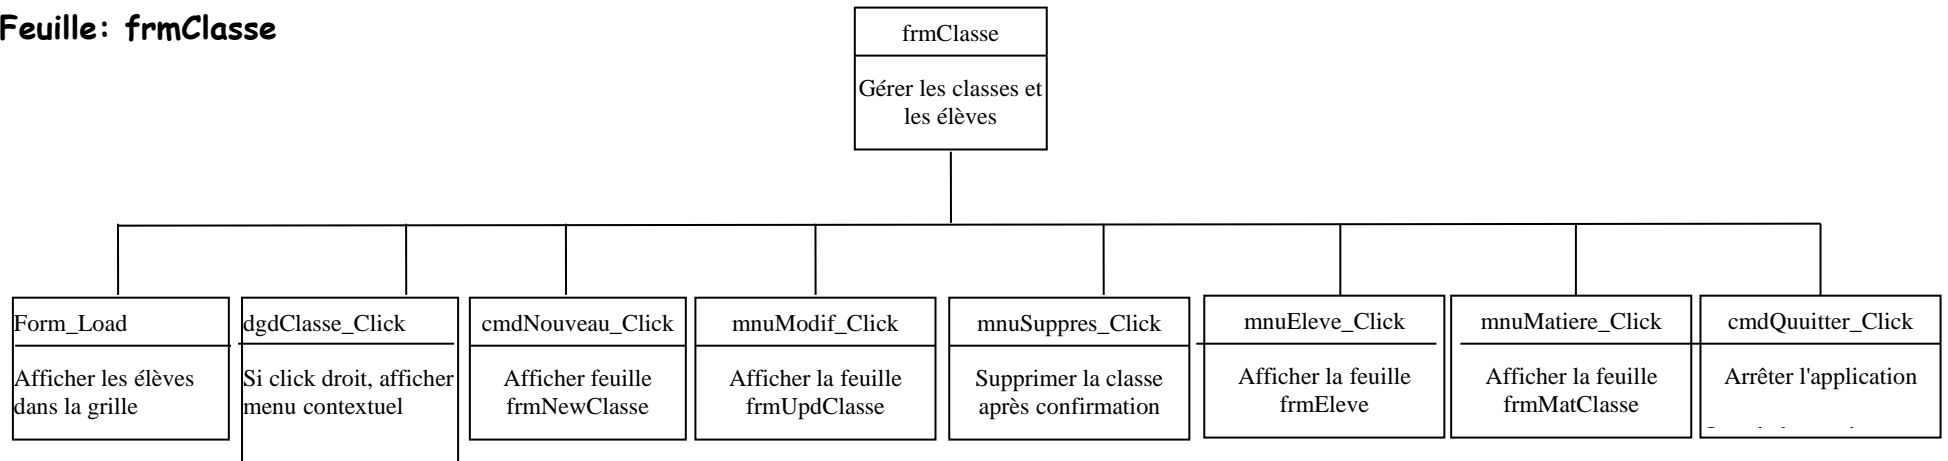 Feuille: frmClasse
frmClasse
Gérer les classes et
les élèves
Form_Load
Afficher les élèves
dans la grille
dgdClasse_Click
Si click droit, afficher
menu contextuel
cmdNouveau_Click
Afficher feuille
frmNewClasse
mnuModif_Click
Afficher la feuille
frmUpdClasse
mnuSuppres_Click
Supprimer la classe
après confirmation
mnuEleve_Click
Afficher la feuille
frmEleve
mnuMatiere_Click
Afficher la feuille
frmMatClasse
cmdQuuitter_Click
Arrêter l'application